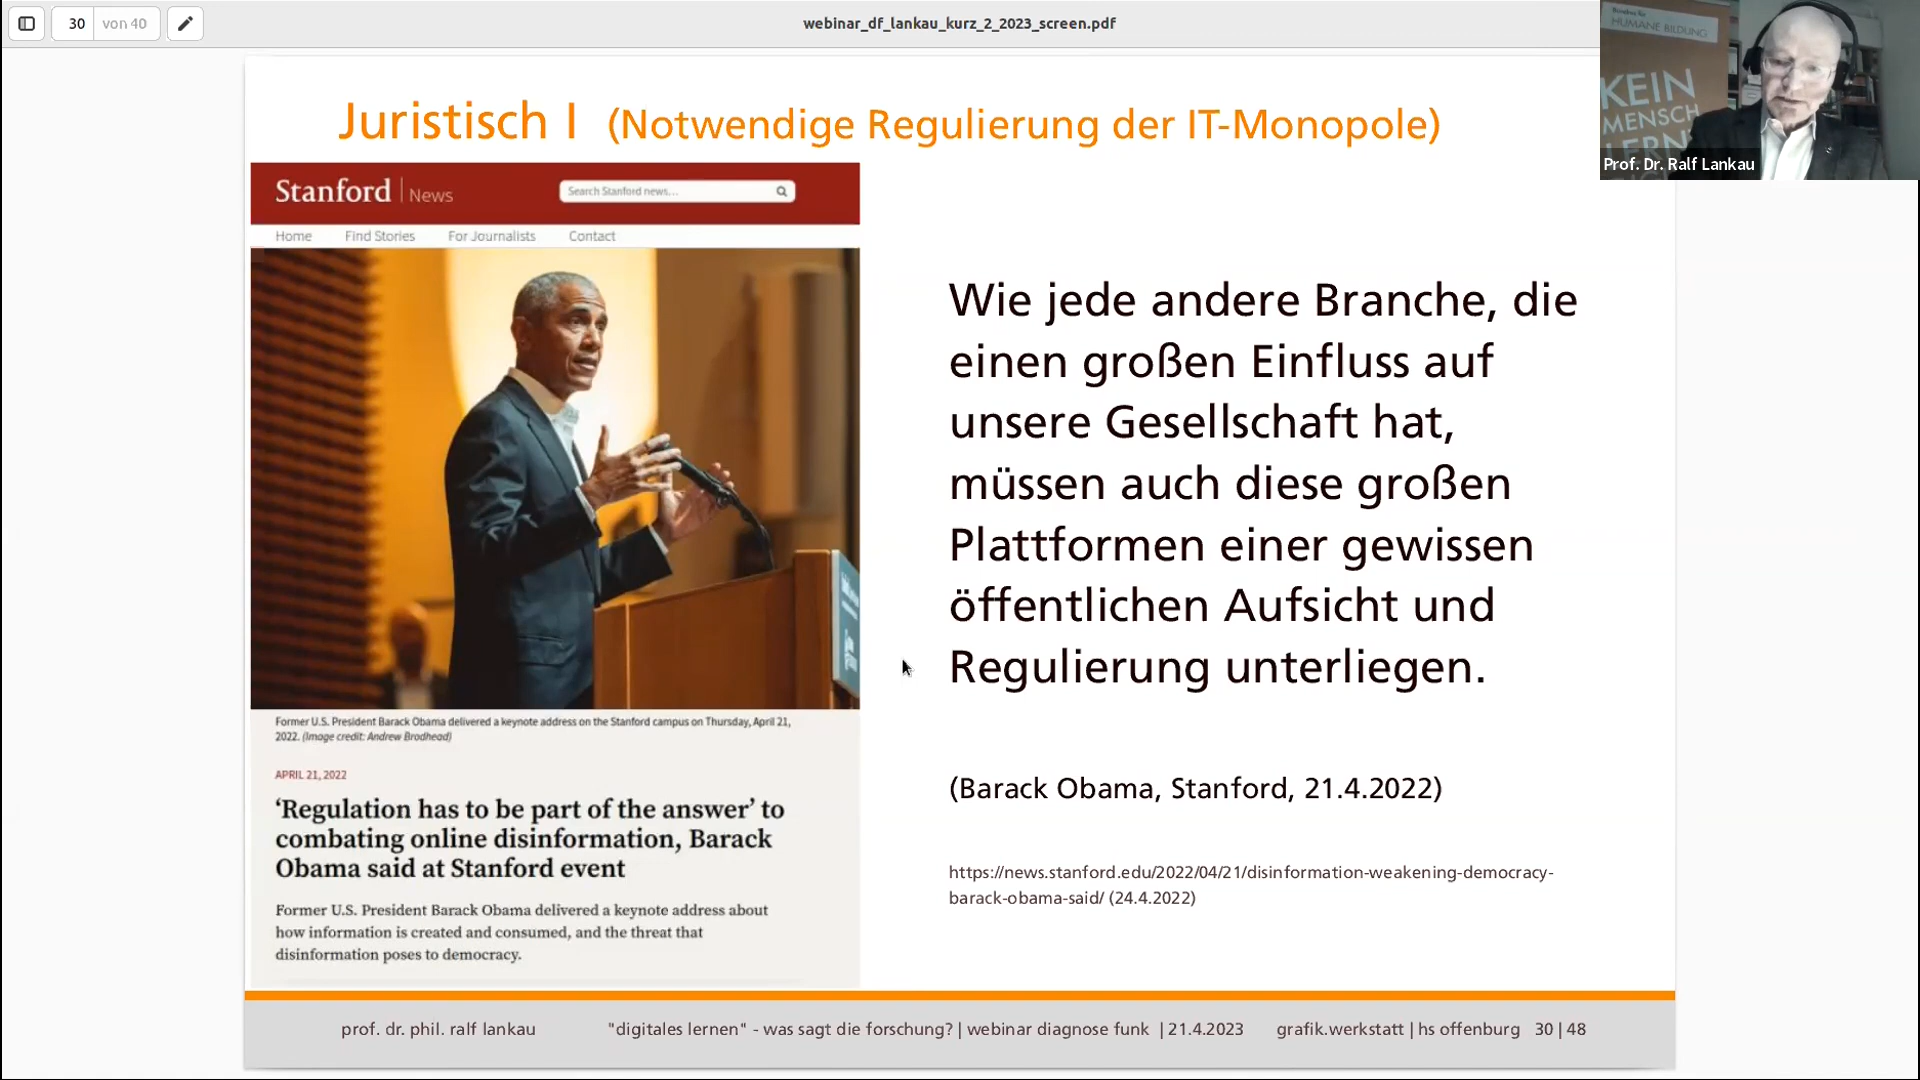 30 von 40
webinar_df_lankau_kurz_2_2023_screen.pdf
HUMANE BILDUNG
KEIN
MENSCH
LERNT
Prof. Dr. Ralf Lankau
Juristisch I (Notwendige Regulierung der IT-Monopole)
Stanford | News
Search Stanford news...
Home Find Stories For Journalists Contact
Former U.S. President Barack Obama delivered a keynote address on the Stanford campus on Thursday, April 21,
2022. (Image credit: Andrew Brodhead)
APRIL 21, 2022
‘Regulation has to be part of the answer’ to
combating online disinformation, Barack
Obama said at Stanford event
Former U.S. President Barack Obama delivered a keynote address about
how information is created and consumed, and the threat that
disinformation poses to democracy.
Wie jede andere Branche, die
einen großen Einfluss auf
unsere Gesellschaft hat,
müssen auch diese großen
Plattformen einer gewissen
öffentlichen Aufsicht und
Regulierung unterliegen.
(Barack Obama, Stanford, 21.4.2022)
https://news.stanford.edu/2022/04/21/disinformation-weakening-democracy-
barack-obama-said/ (24.4.2022)
prof. dr. phil. ralf lankau "digitales lernen" - was sagt die forschung? | webinar diagnose funk | 21.4.2023 grafik.werkstatt | hs offenburg 30 | 48